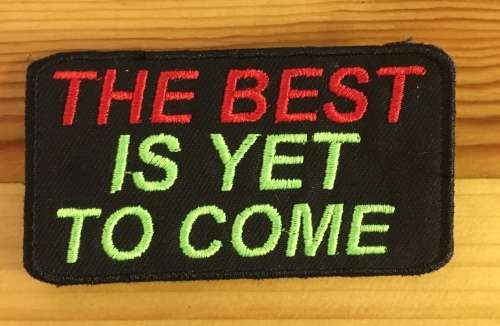 THE BEST
IS YET
TO COME